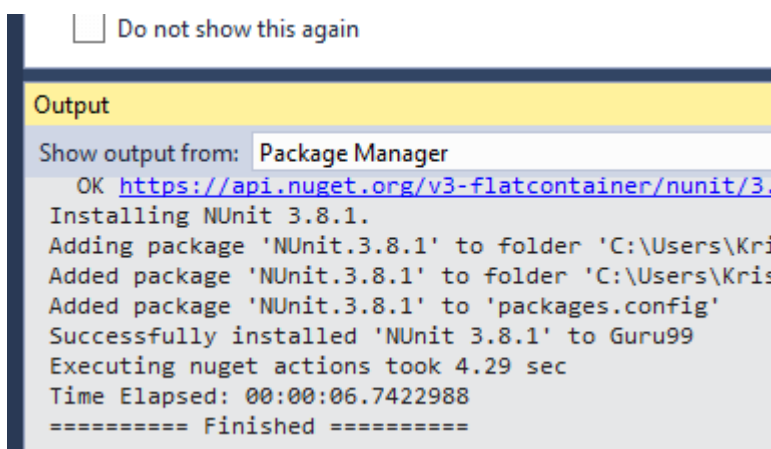 Do not show this again
Output
Show output from: Package Manager
OK https://api.nuget.org/v3-flatcontainer/nunit/3.
Installing NUnit 3.8.1.
Adding package 'NUnit.3.8.1' to folder 'C:\Users\Kri
Added package 'NUnit.3.8.1' to folder 'C:\Users\Kris
Added package 'NUnit.3.8.1' to 'packages.config'
Successfully installed 'NUnit 3.8.1' to Guru99
Executing nuget actions took 4.29 sec
Time Elapsed: 00:00:06.7422988
========== Finished ==========